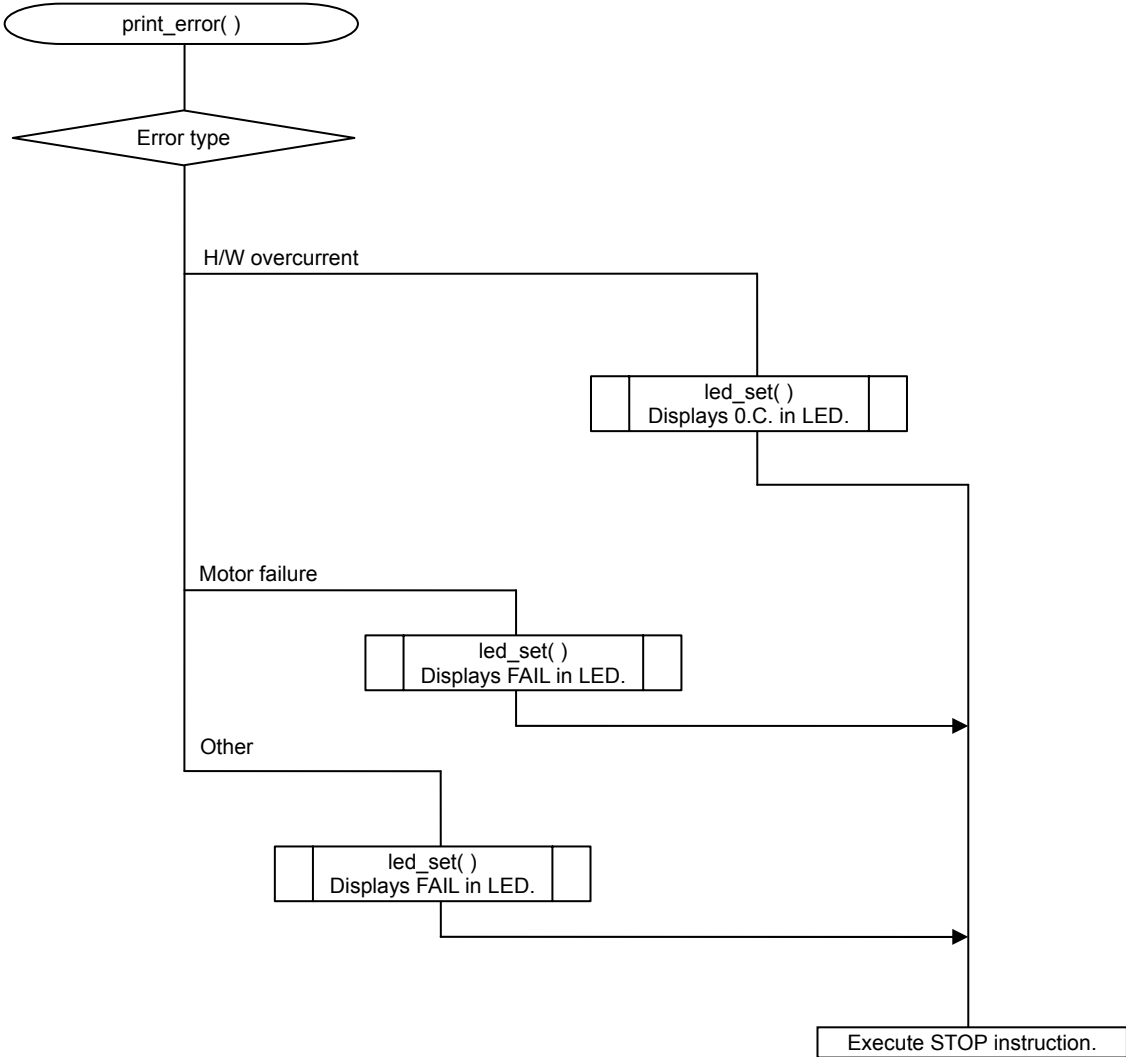 print_error( )
Error type
H/W overcurrent
led_set( )
Displays 0.C. in LED.
Motor failure
led_set( )
Displays FAIL in LED.
Other
led_set( )
Displays FAIL in LED.
Execute STOP instruction.